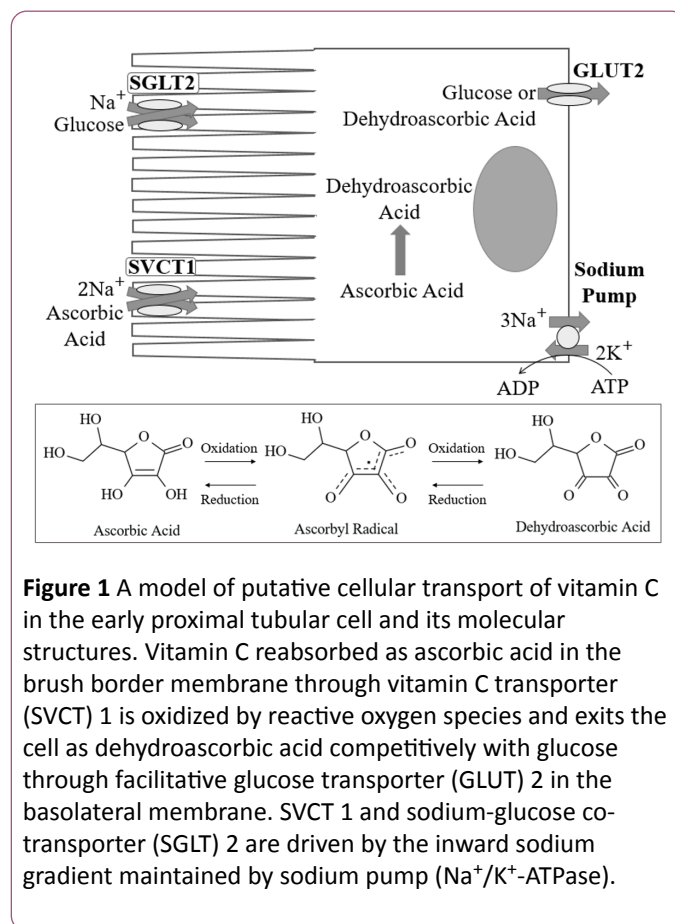 SGLT2
Na⁺
Glucose
GLUT2
Glucose or
Dehydroascorbic Acid
Dehydroascorbic
Acid
Ascorbic Acid
SVCT1
2Na⁺
Ascorbic
Acid
Sodium
Pump
3Na⁺
2K⁺
ADP
ATP
HO
HO
O
O
HO
OH
Ascorbic Acid
Oxidation
Reduction
HO
HO
O
O
O
O
Ascorbyl Radical
Oxidation
Reduction
HO
HO
O
O
O
O
Dehydroascorbic Acid
Figure 1 A model of putative cellular transport of vitamin C
in the early proximal tubular cell and its molecular
structures. Vitamin C reabsorbed as ascorbic acid in the
brush border membrane through vitamin C transporter
(SVCT) 1 is oxidized by reactive oxygen species and exits the
cell as dehydroascorbic acid competitively with glucose
through facilitative glucose transporter (GLUT) 2 in the
basolateral membrane. SVCT 1 and sodium-glucose co-
transporter (SGLT) 2 are driven by the inward sodium
gradient maintained by sodium pump (Na⁺/K⁺-ATPase).